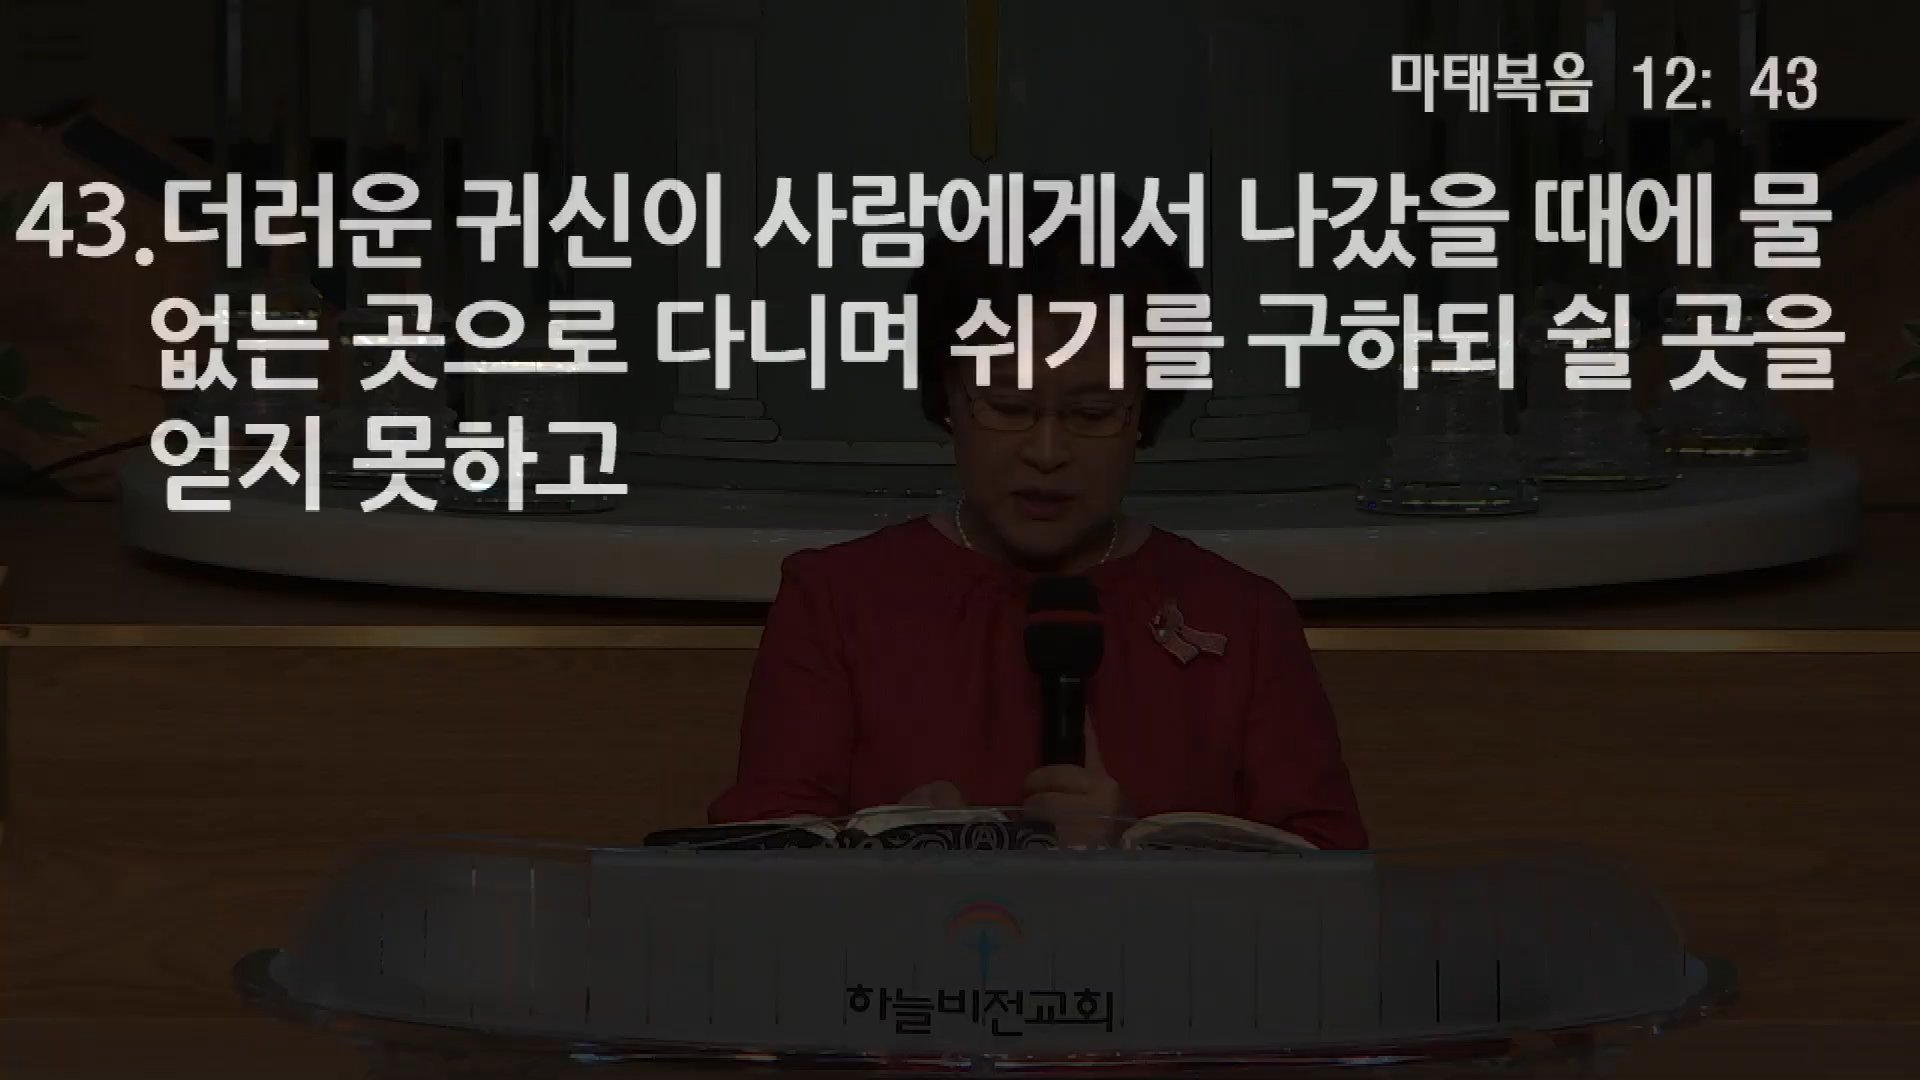 마태복음 12: 43
43.더러운 귀신이 사람에게서 나갔을 때에 물
없는 곳으로 다니며 쉬기를 구하되 쉴 곳을
얻지 못하고
하늘비전교회